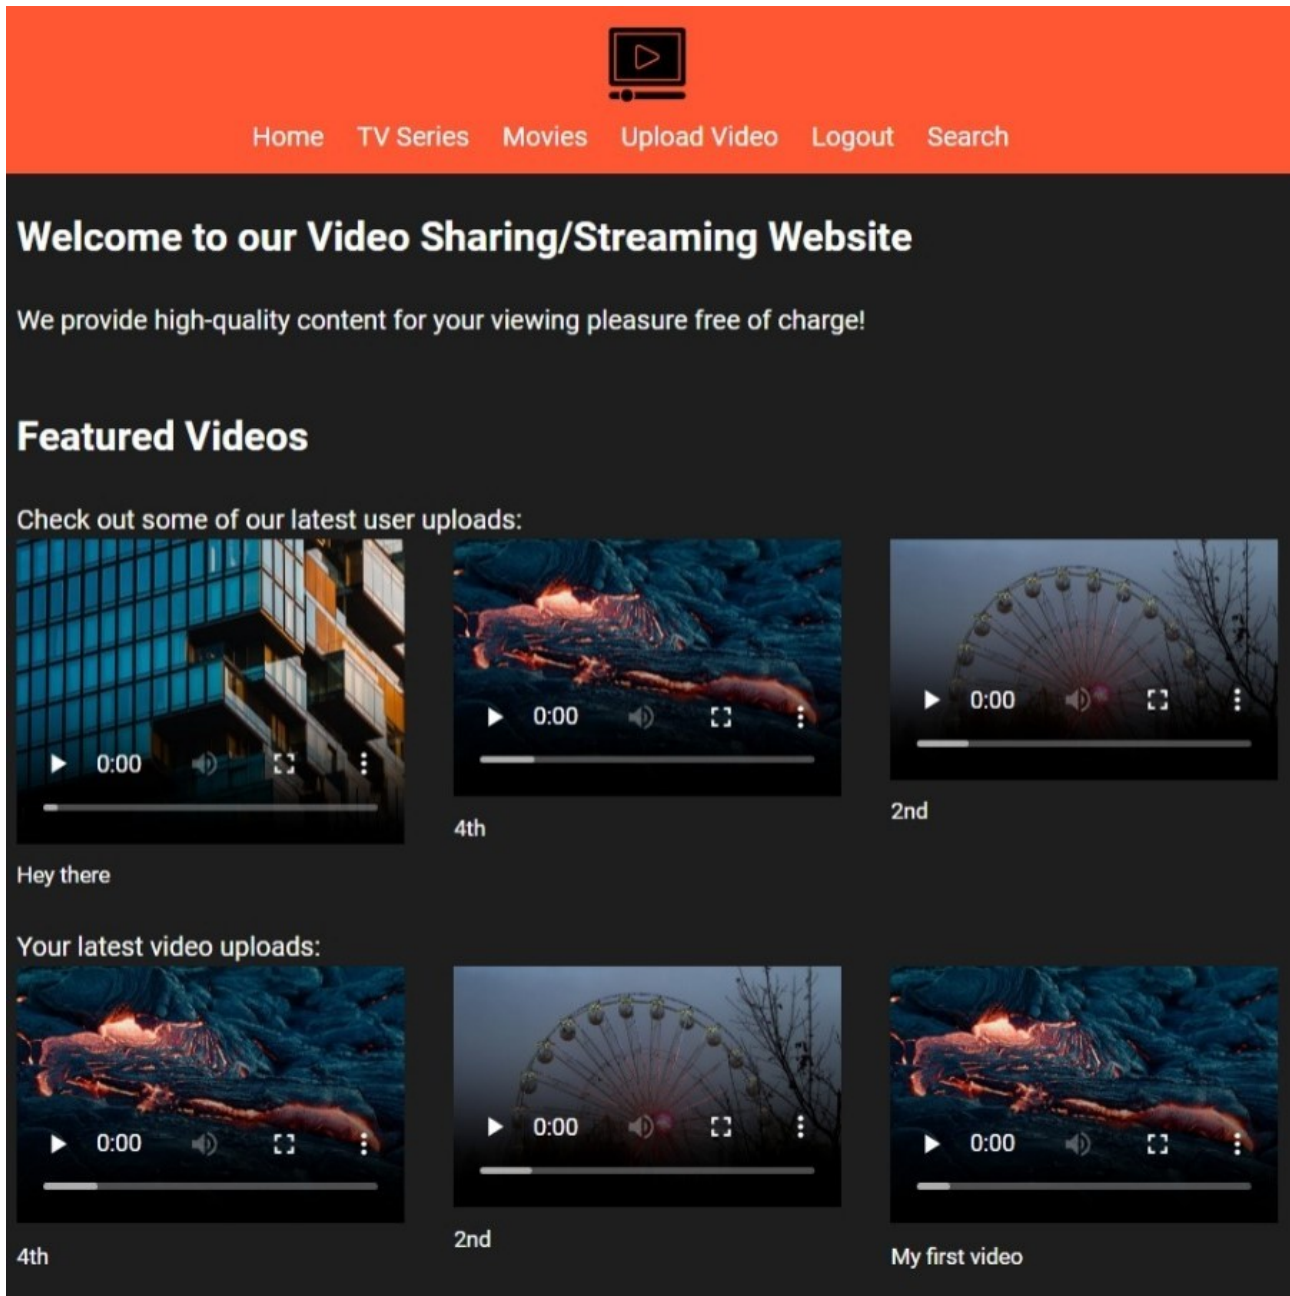 Home TV Series Movies Upload Video Logout Search
Welcome to our Video Sharing/Streaming Website
We provide high-quality content for your viewing pleasure free of charge!
Featured Videos
Check out some of our latest user uploads:
0:00
0:00
0:00
Hey there
4th
2nd
Your latest video uploads:
0:00
0:00
0:00
4th
2nd
My first video